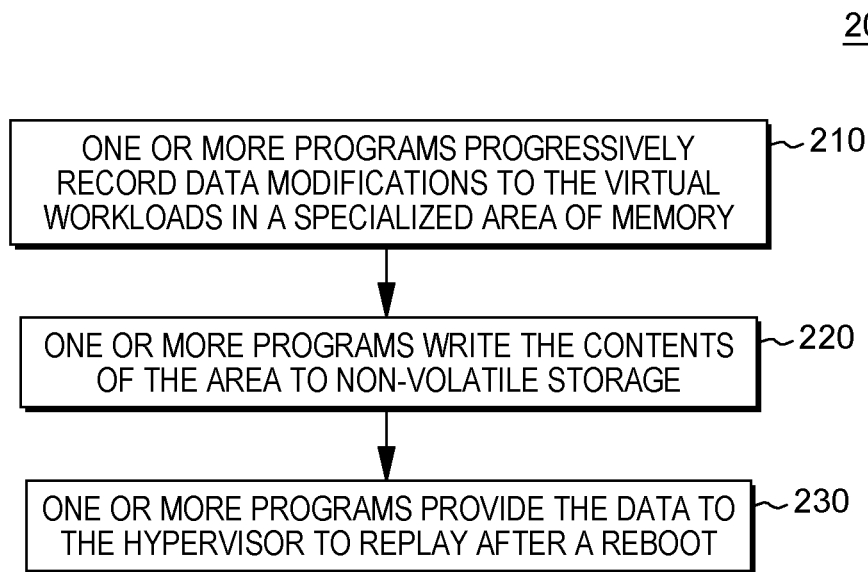 ONE OR MORE PROGRAMS PROGRESSIVELY
RECORD DATA MODIFICATIONS TO THE VIRTUAL
WORKLOADS IN A SPECIALIZED AREA OF MEMORY
210
ONE OR MORE PROGRAMS WRITE THE CONTENTS
OF THE AREA TO NON-VOLATILE STORAGE
220
ONE OR MORE PROGRAMS PROVIDE THE DATA TO
THE HYPERVISOR TO REPLAY AFTER A REBOOT
230